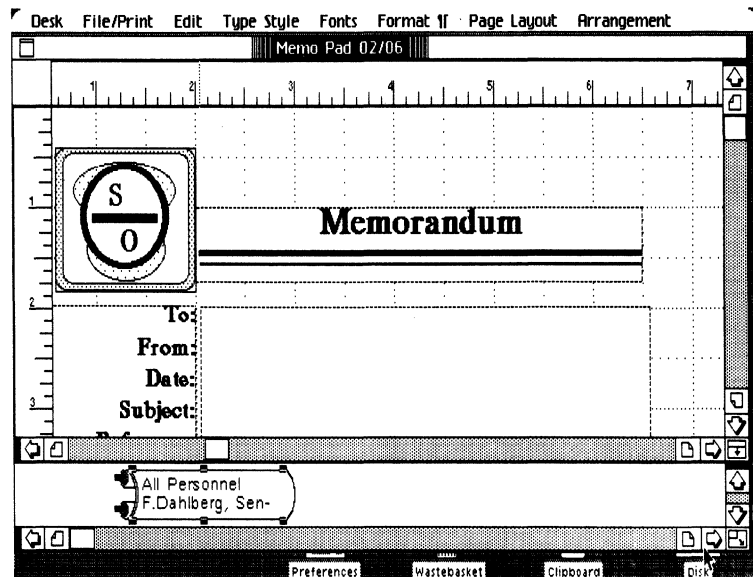 Desk File/Print Edit Type Style Fonts Format ¶ Page Layout Arrangement
Memo Pad 02/06
1 2 3 4 5 6 7
1
S
O
Memorandum
2
To:
From:
Date:
Subject:
3
All Personnel
F.Dahlberg, Sen-
Preferences Wastebasket Clipboard Disk